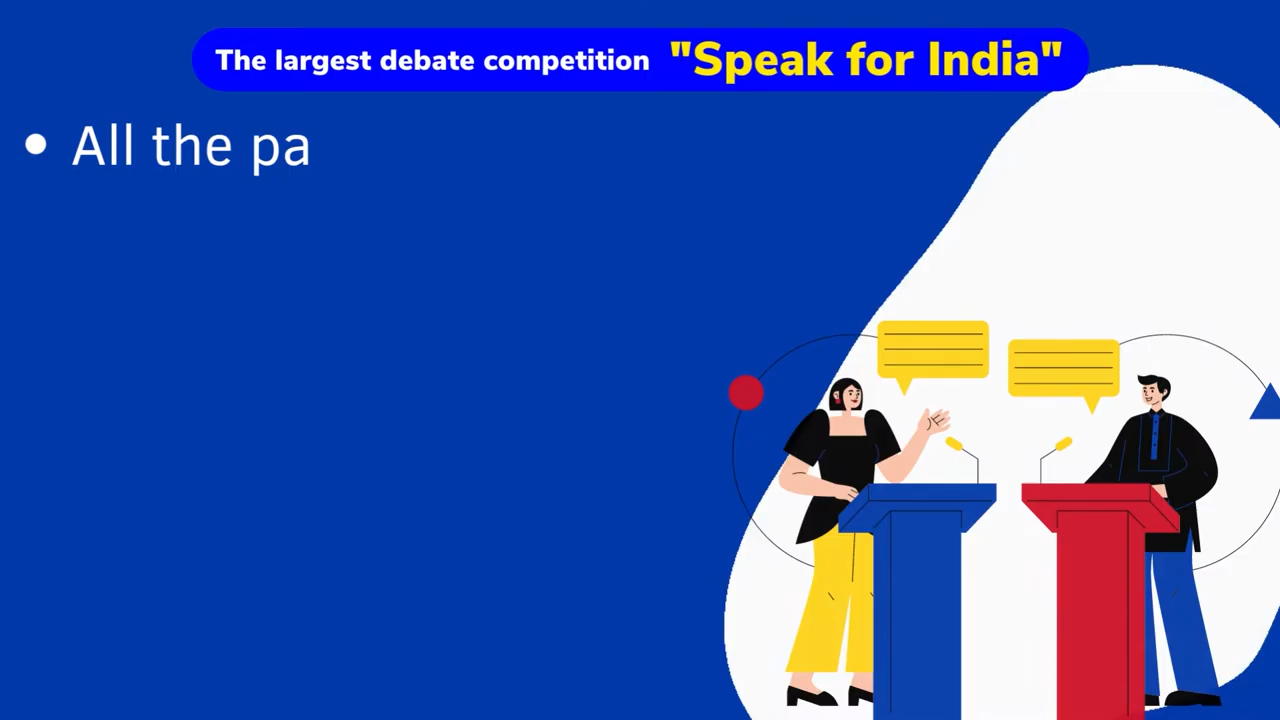 The largest debate competition "Speak for India"
• All the pa